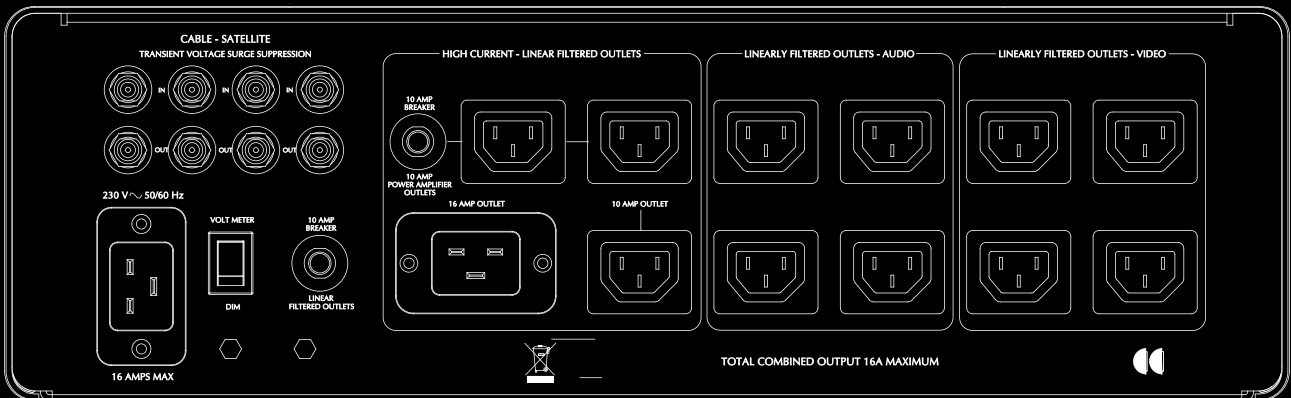 CABLE - SATELLITE
TRANSIENT VOLTAGE SURGE SUPPRESSION
IN IN IN
OUT OUT OUT
230 V~ 50/60 Hz
16 AMPS MAX
VOLT METER
DIM
10 AMP
BREAKER
LINEAR
FILTERED OUTLETS
HIGH CURRENT - LINEAR FILTERED OUTLETS
10 AMP
BREAKER
10 AMP
POWER AMPLIFIER
OUTLETS
16 AMP OUTLET
10 AMP OUTLET
LINEARLY FILTERED OUTLETS - AUDIO
LINEARLY FILTERED OUTLETS - VIDEO
TOTAL COMBINED OUTPUT 16A MAXIMUM